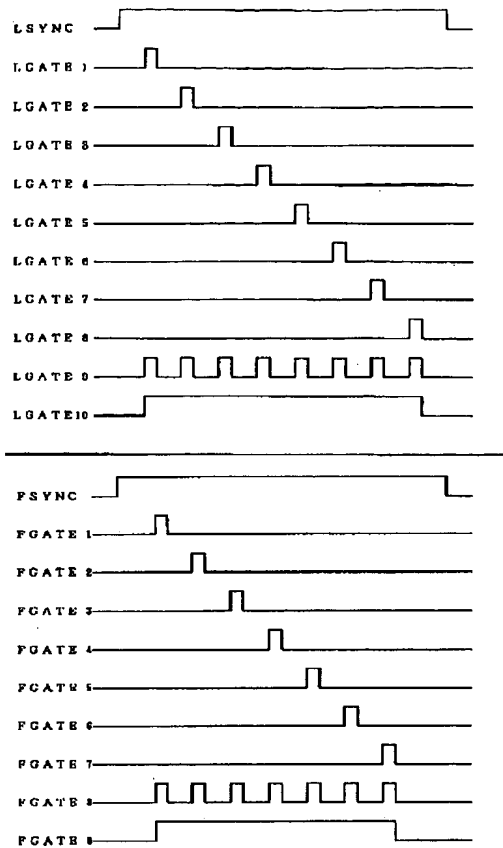 LSYNC
LGATE 1
LGATE 2
LGATE 3
LGATE 4
LGATE 5
LGATE 6
LGATE 7
LGATE 8
LGATE 9
LGATE10
FSYNC
FGATE 1
FGATE 2
FGATE 3
FGATE 4
FGATE 5
FGATE 6
FGATE 7
FGATE 8
FGATE 9